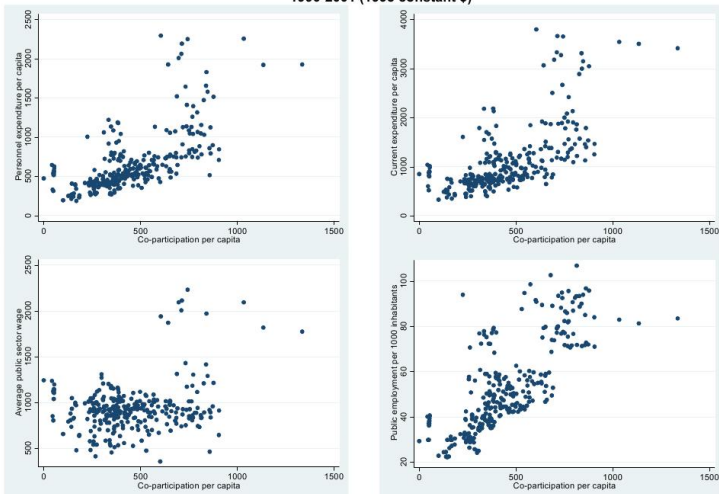 Personnel expenditure per capita
2500
2000
1500
1000
500
0
0 500 1000 1500
Co-participation per capita
Current expenditure per capita
4000
3000
2000
1000
0
0 500 1000 1500
Co-participation per capita
Average public sector wage
2500
2000
1500
1000
500
0 500 1000 1500
Co-participation per capita
Public employment per 1000 inhabitants
100
80
60
40
20
0 500 1000 1500
Co-participation per capita